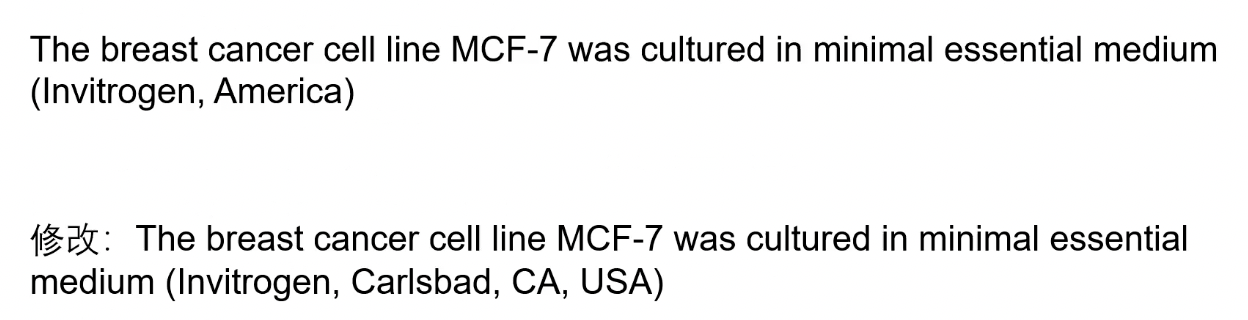 The breast cancer cell line MCF-7 was cultured in minimal essential medium
(Invitrogen, America)
修改：The breast cancer cell line MCF-7 was cultured in minimal essential
medium (Invitrogen, Carlsbad, CA, USA)